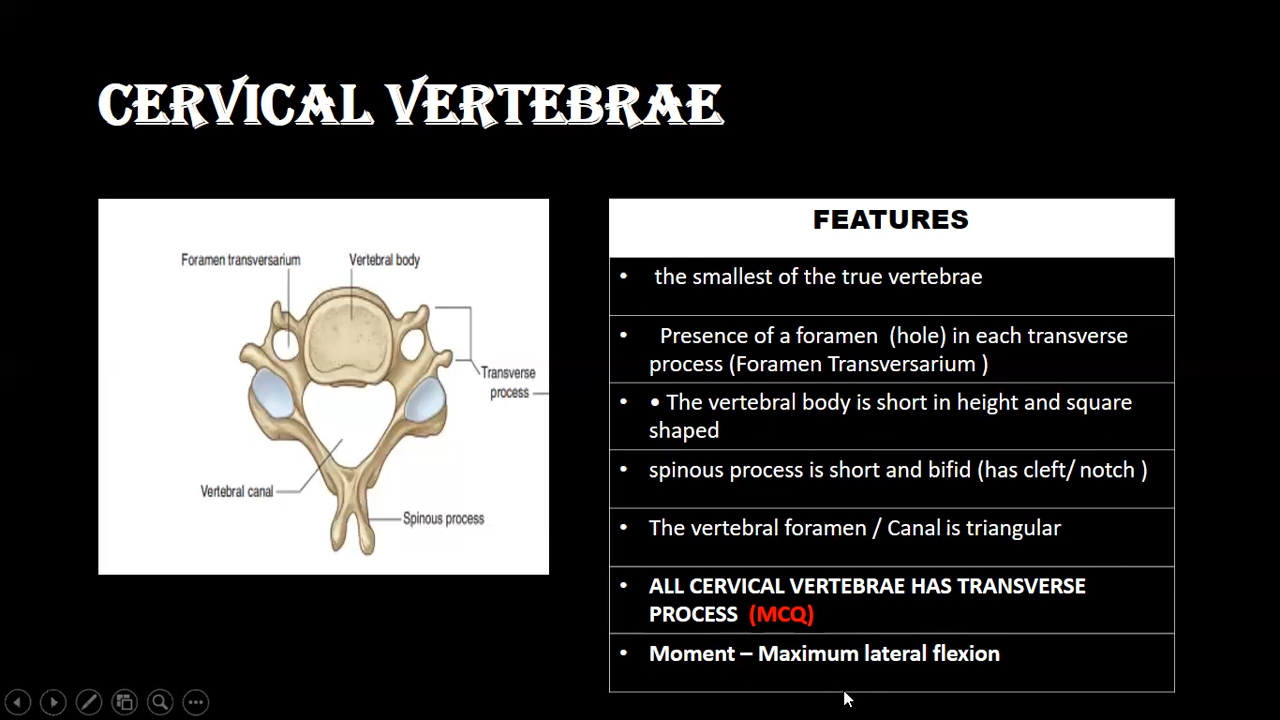 CERVICAL VERTEBRAE
Foramen transversarium
Vertebral body
Transverse
process
Vertebral canal
Spinous process
FEATURES
• the smallest of the true vertebrae
• Presence of a foramen (hole) in each transverse
process (Foramen Transversarium )
• • The vertebral body is short in height and square
shaped
• spinous process is short and bifid (has cleft/ notch )
• The vertebral foramen / Canal is triangular
• ALL CERVICAL VERTEBRAE HAS TRANSVERSE
PROCESS (MCQ)
• Moment – Maximum lateral flexion